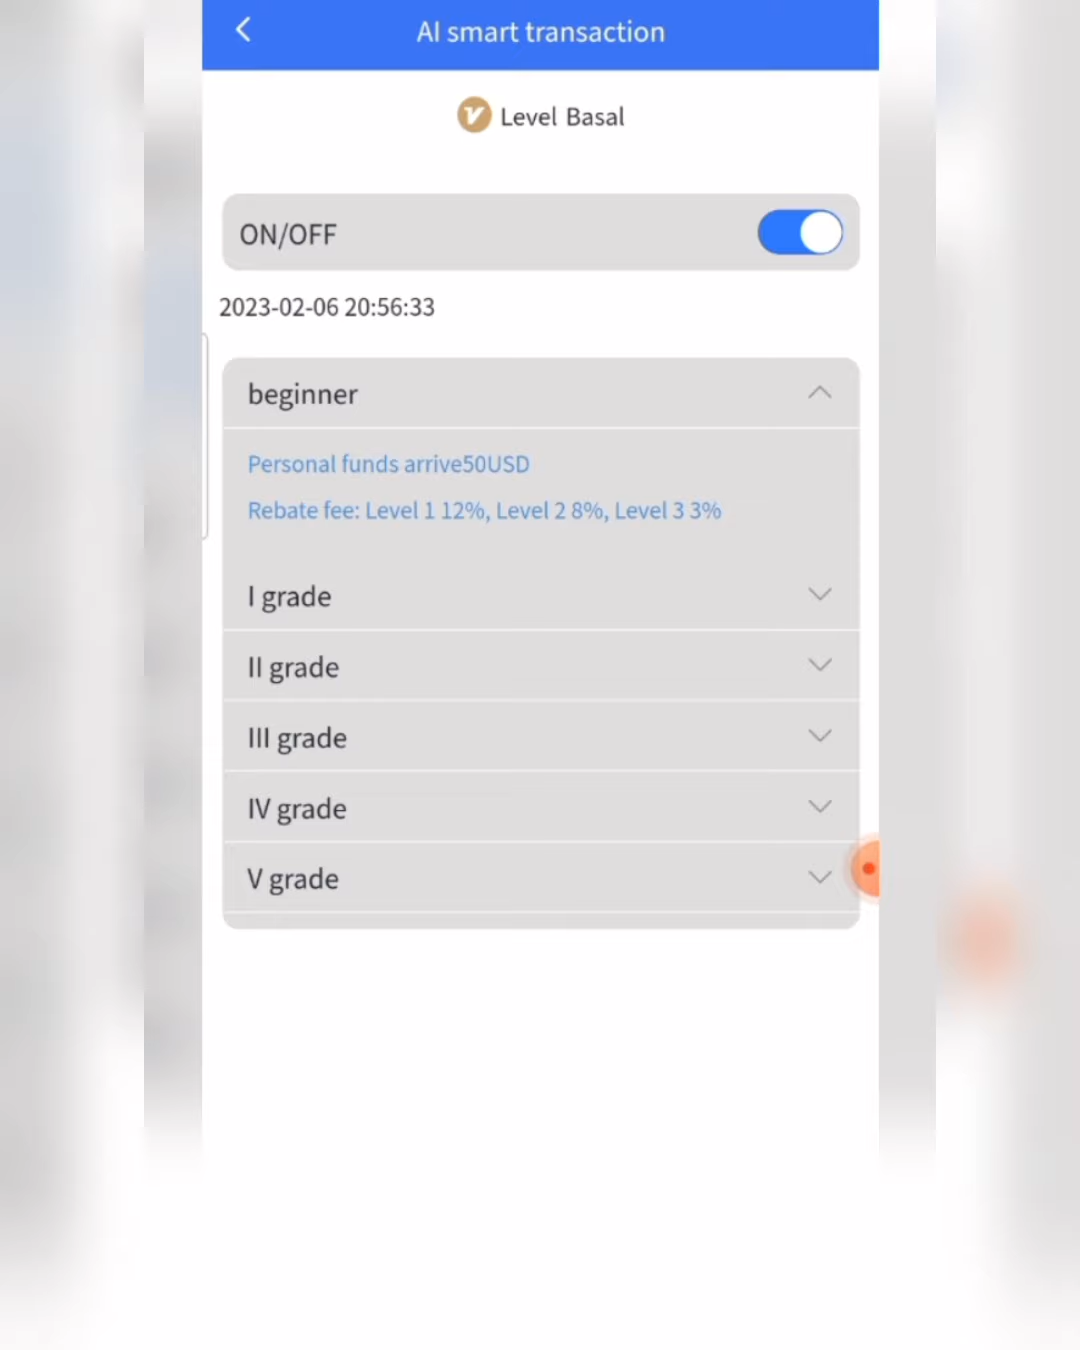 AI smart transaction
Level Basal
ON/OFF
2023-02-06 20:56:33
beginner
Personal funds arrive50USD
Rebate fee: Level 1 12%, Level 2 8%, Level 3 3%
I grade
II grade
III grade
IV grade
V grade